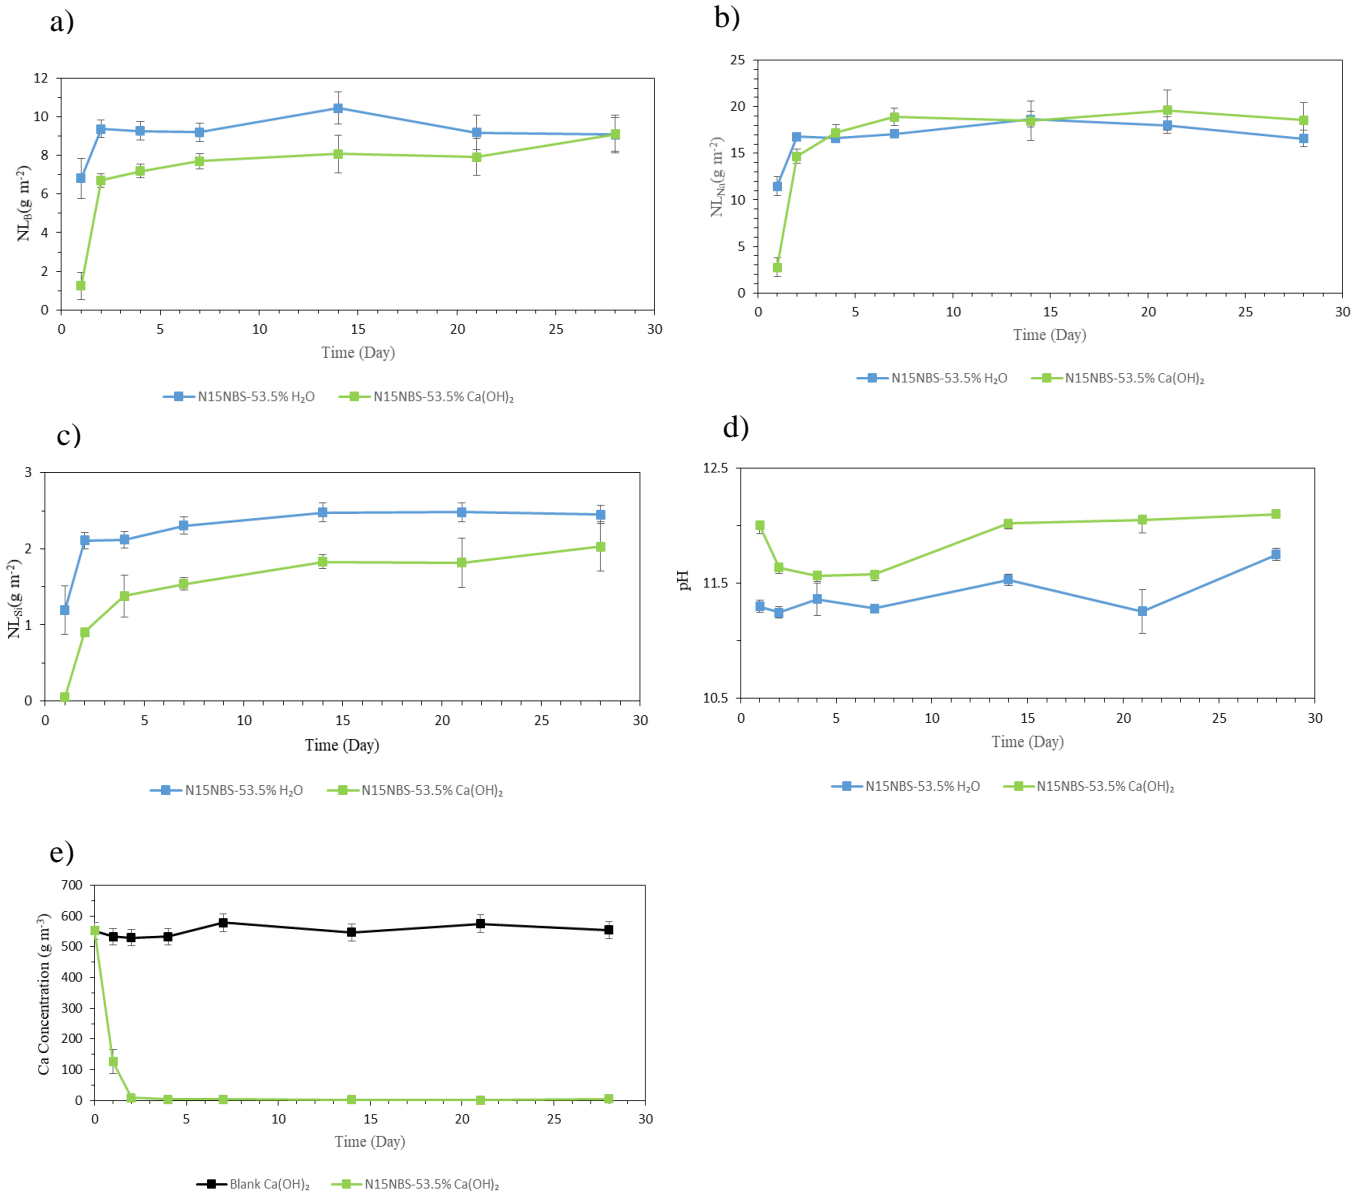 a)
12
10
8
6
4
2
0
NL_B(g m⁻²)
0 5 10 15 20 25 30
Time (Day)
N15NBS-53.5% H₂O N15NBS-53.5% Ca(OH)₂
b)
25
20
15
10
5
0
NL_Na(g m⁻²)
0 5 10 15 20 25 30
Time (Day)
N15NBS-53.5% H₂O N15NBS-53.5% Ca(OH)₂
c)
3
2
1
0
NL_Si(g m⁻²)
0 5 10 15 20 25 30
Time (Day)
N15NBS-53.5% H₂O N15NBS-53.5% Ca(OH)₂
d)
12.5
11.5
10.5
pH
0 5 10 15 20 25 30
Time (Day)
N15NBS-53.5% H₂O N15NBS-53.5% Ca(OH)₂
e)
700
600
500
400
300
200
100
0
Ca Concentration (g m⁻³)
0 5 10 15 20 25 30
Time (Day)
Blank Ca(OH)₂ N15NBS-53.5% Ca(OH)₂